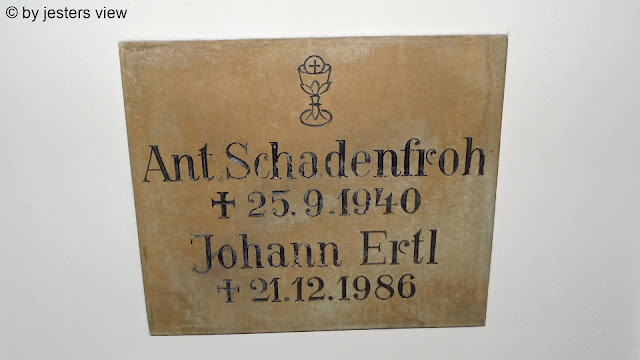 © by jesters view
Ant. Schadenfroh
✝ 25.9.1940
Johann Ertl
✝ 21.12.1986